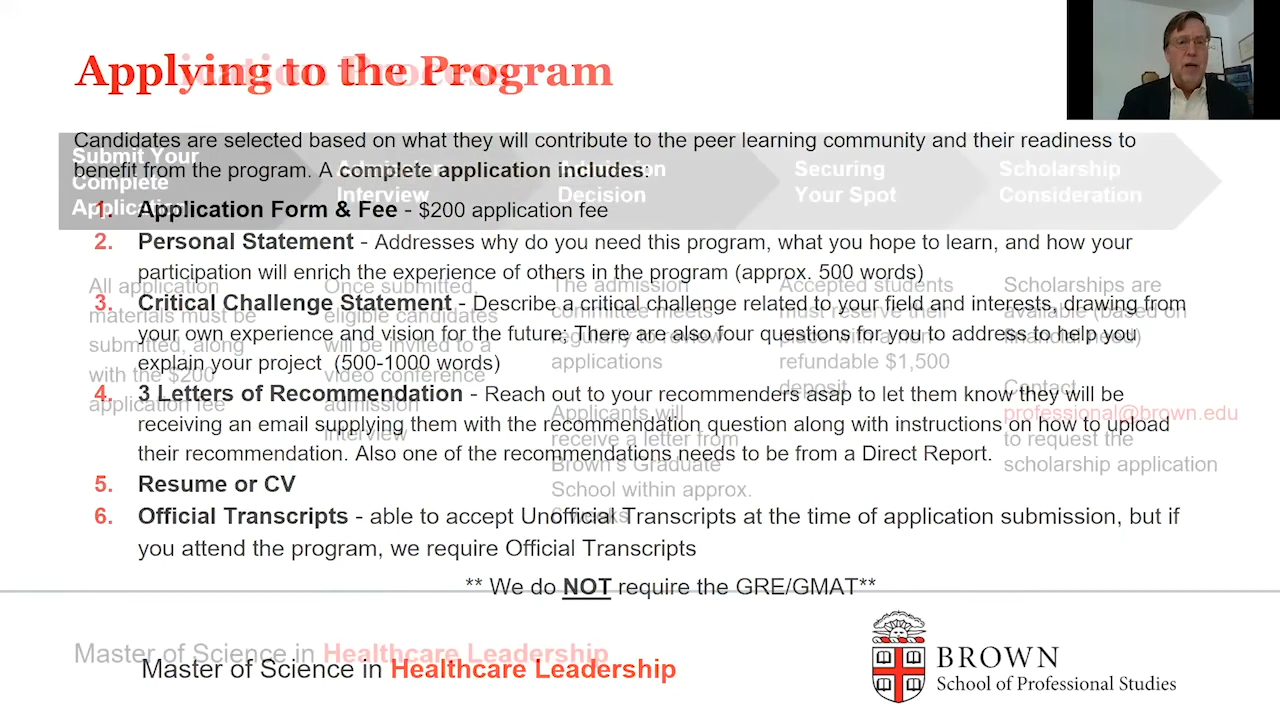 Applying to the Program
Application Process
Candidates are selected based on what they will contribute to the peer learning community and their readiness to
benefit from the program. A complete application includes:
1. Application Form & Fee - $200 application fee
2. Personal Statement - Addresses why do you need this program, what you hope to learn, and how your
participation will enrich the experience of others in the program (approx. 500 words)
3. Critical Challenge Statement - Describe a critical challenge related to your field and interests, drawing from
your own experience and vision for the future; There are also four questions for you to address to help you
explain your project (500-1000 words)
4. 3 Letters of Recommendation - Reach out to your recommenders asap to let them know they will be
receiving an email supplying them with the recommendation question along with instructions on how to upload
their recommendation. Also one of the recommendations needs to be from a Direct Report.
5. Resume or CV
6. Official Transcripts - able to accept Unofficial Transcripts at the time of application submission, but if
you attend the program, we require Official Transcripts
** We do NOT require the GRE/GMAT**
Submit Your
Complete
Application
Admission
Interview
Admission
Decision
Securing
Your Spot
Scholarship
Consideration
All application
materials must be
submitted, along
with the $200
application fee
Once submitted,
eligible candidates
will be invited to a
video conference
admission
interview
The admission
committee meets
regularly to review
applications
Applicants will
receive a letter from
Brown's Graduate
School within approx.
weeks
Accepted students
must reserve their
place with a non-
refundable $1,500
deposit
Scholarships are
available (based on
financial need)
Contact
professional@brown.edu
to request the
scholarship application
Master of Science in Healthcare Leadership
Master of Science in Healthcare Leadership
BROWN
School of Professional Studies